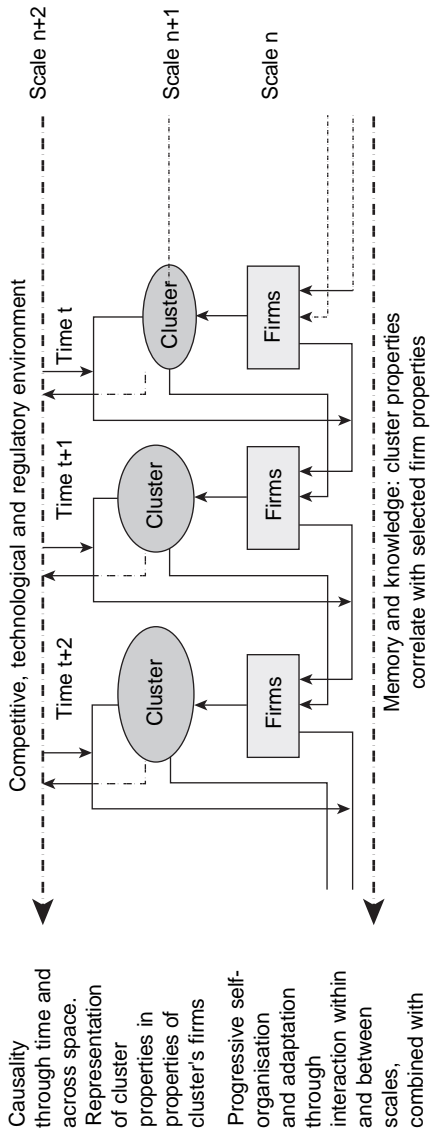 Causality
through time and
across space.
Representation
of cluster
properties in
properties of
cluster's firms
Progressive self-
organisation
and adaptation
through
interaction within
and between
scales,
combined with
Competitive, technological and regulatory environment
Scale n+2
Time t+2
Time t+1
Time t
Cluster
Cluster
Cluster
Scale n+1
Firms
Firms
Firms
Scale n
Memory and knowledge: cluster properties
correlate with selected firm properties